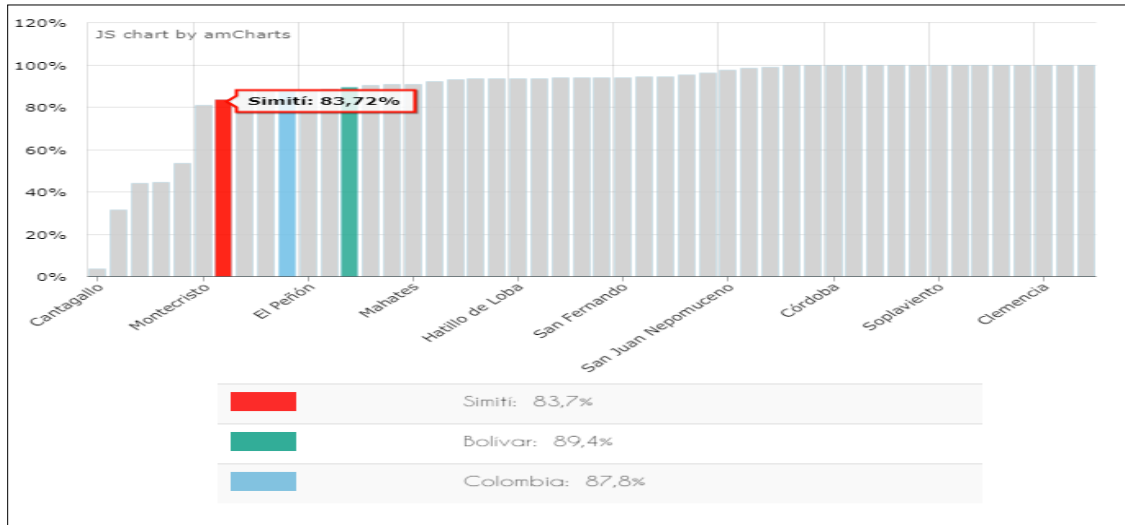 120%
JS chart by amCharts
100%
80%
Simití: 83,72%
60%
40%
20%
0%
Cantagallo
Montecristo
El Peñón
Mahates
Hatillo de Loba
San Fernando
San Juan Nepomuceno
Córdoba
Soplaviento
Clemencia
Simití: 83,7%
Bolívar: 89,4%
Colombia: 87,8%